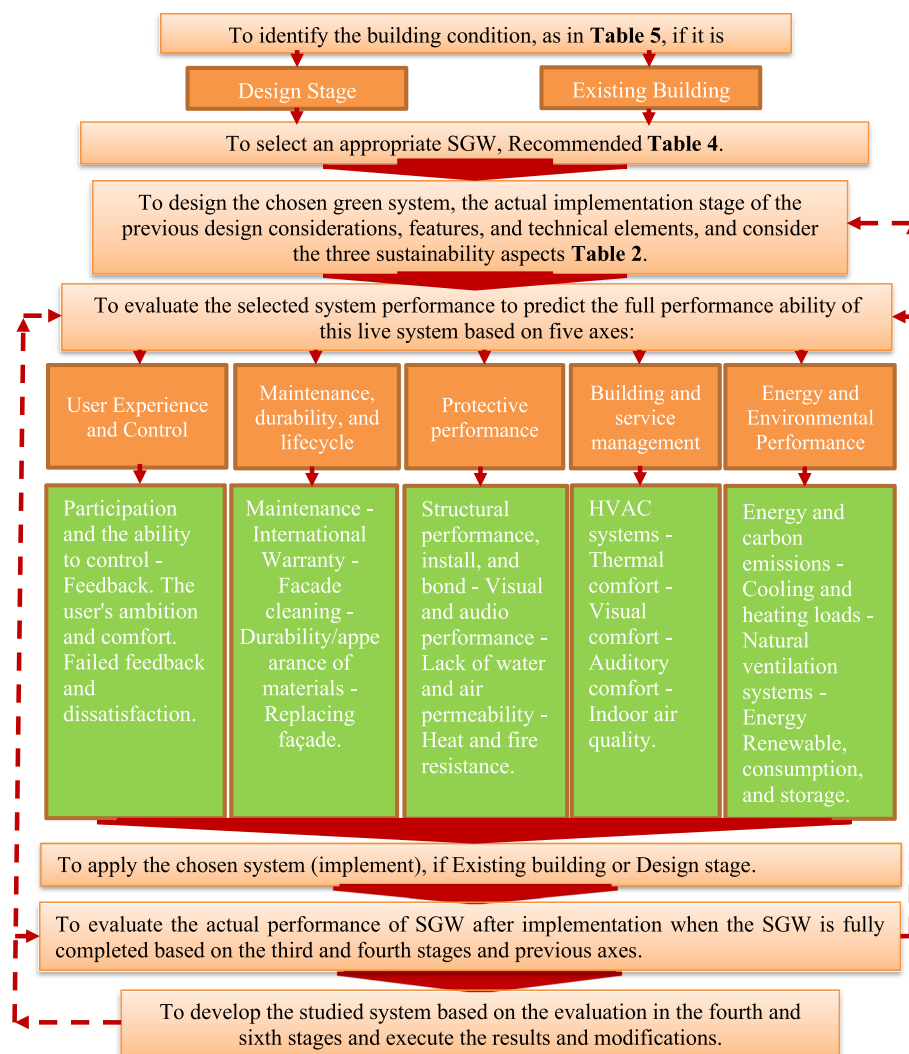 To identify the building condition, as in Table 5, if it is
Design Stage
Existing Building
To select an appropriate SGW, Recommended Table 4.
To design the chosen green system, the actual implementation stage of the
previous design considerations, features, and technical elements, and consider
the three sustainability aspects Table 2.
To evaluate the selected system performance to predict the full performance ability of
this live system based on five axes:
User Experience
and Control
Maintenance,
durability, and
lifecycle
Protective
performance
Building and
service
management
Energy and
Environmental
Performance
Participation
and the ability
to control -
Feedback. The
user's ambition
and comfort.
Failed feedback
and
dissatisfaction.
Maintenance -
International
Warranty -
Facade
cleaning -
Durability/appe
arance of
materials -
Replacing
façade.
Structural
performance,
install, and
bond - Visual
and audio
performance -
Lack of water
and air
permeability -
Heat and fire
resistance.
HVAC
systems -
Thermal
comfort -
Visual
comfort -
Auditory
comfort -
Indoor air
quality.
Energy and
carbon
emissions -
Cooling and
heating loads -
Natural
ventilation
systems -
Energy
Renewable,
consumption,
and storage.
To apply the chosen system (implement), if Existing building or Design stage.
To evaluate the actual performance of SGW after implementation when the SGW is fully
completed based on the third and fourth stages and previous axes.
To develop the studied system based on the evaluation in the fourth and
sixth stages and execute the results and modifications.